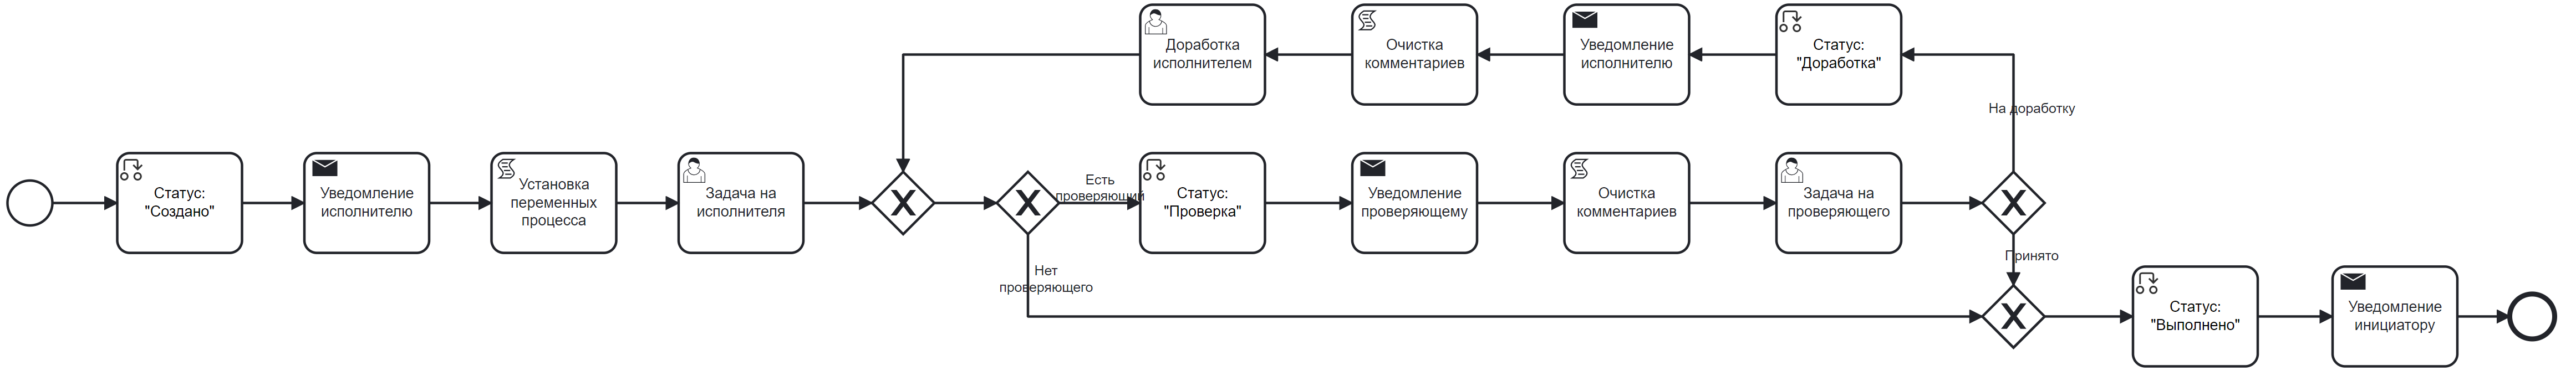 Доработка
исполнителем
Очистка
комментариев
Уведомление
исполнителю
Статус:
"Доработка"
На доработку
Статус:
"Создано"
Уведомление
исполнителю
Установка
переменных
процесса
Задача на
исполнителя
Есть
проверяющий
Статус:
"Проверка"
Уведомление
проверяющему
Очистка
комментариев
Задача на
проверяющего
Нет
проверяющего
Принято
Статус:
"Выполнено"
Уведомление
инициатору